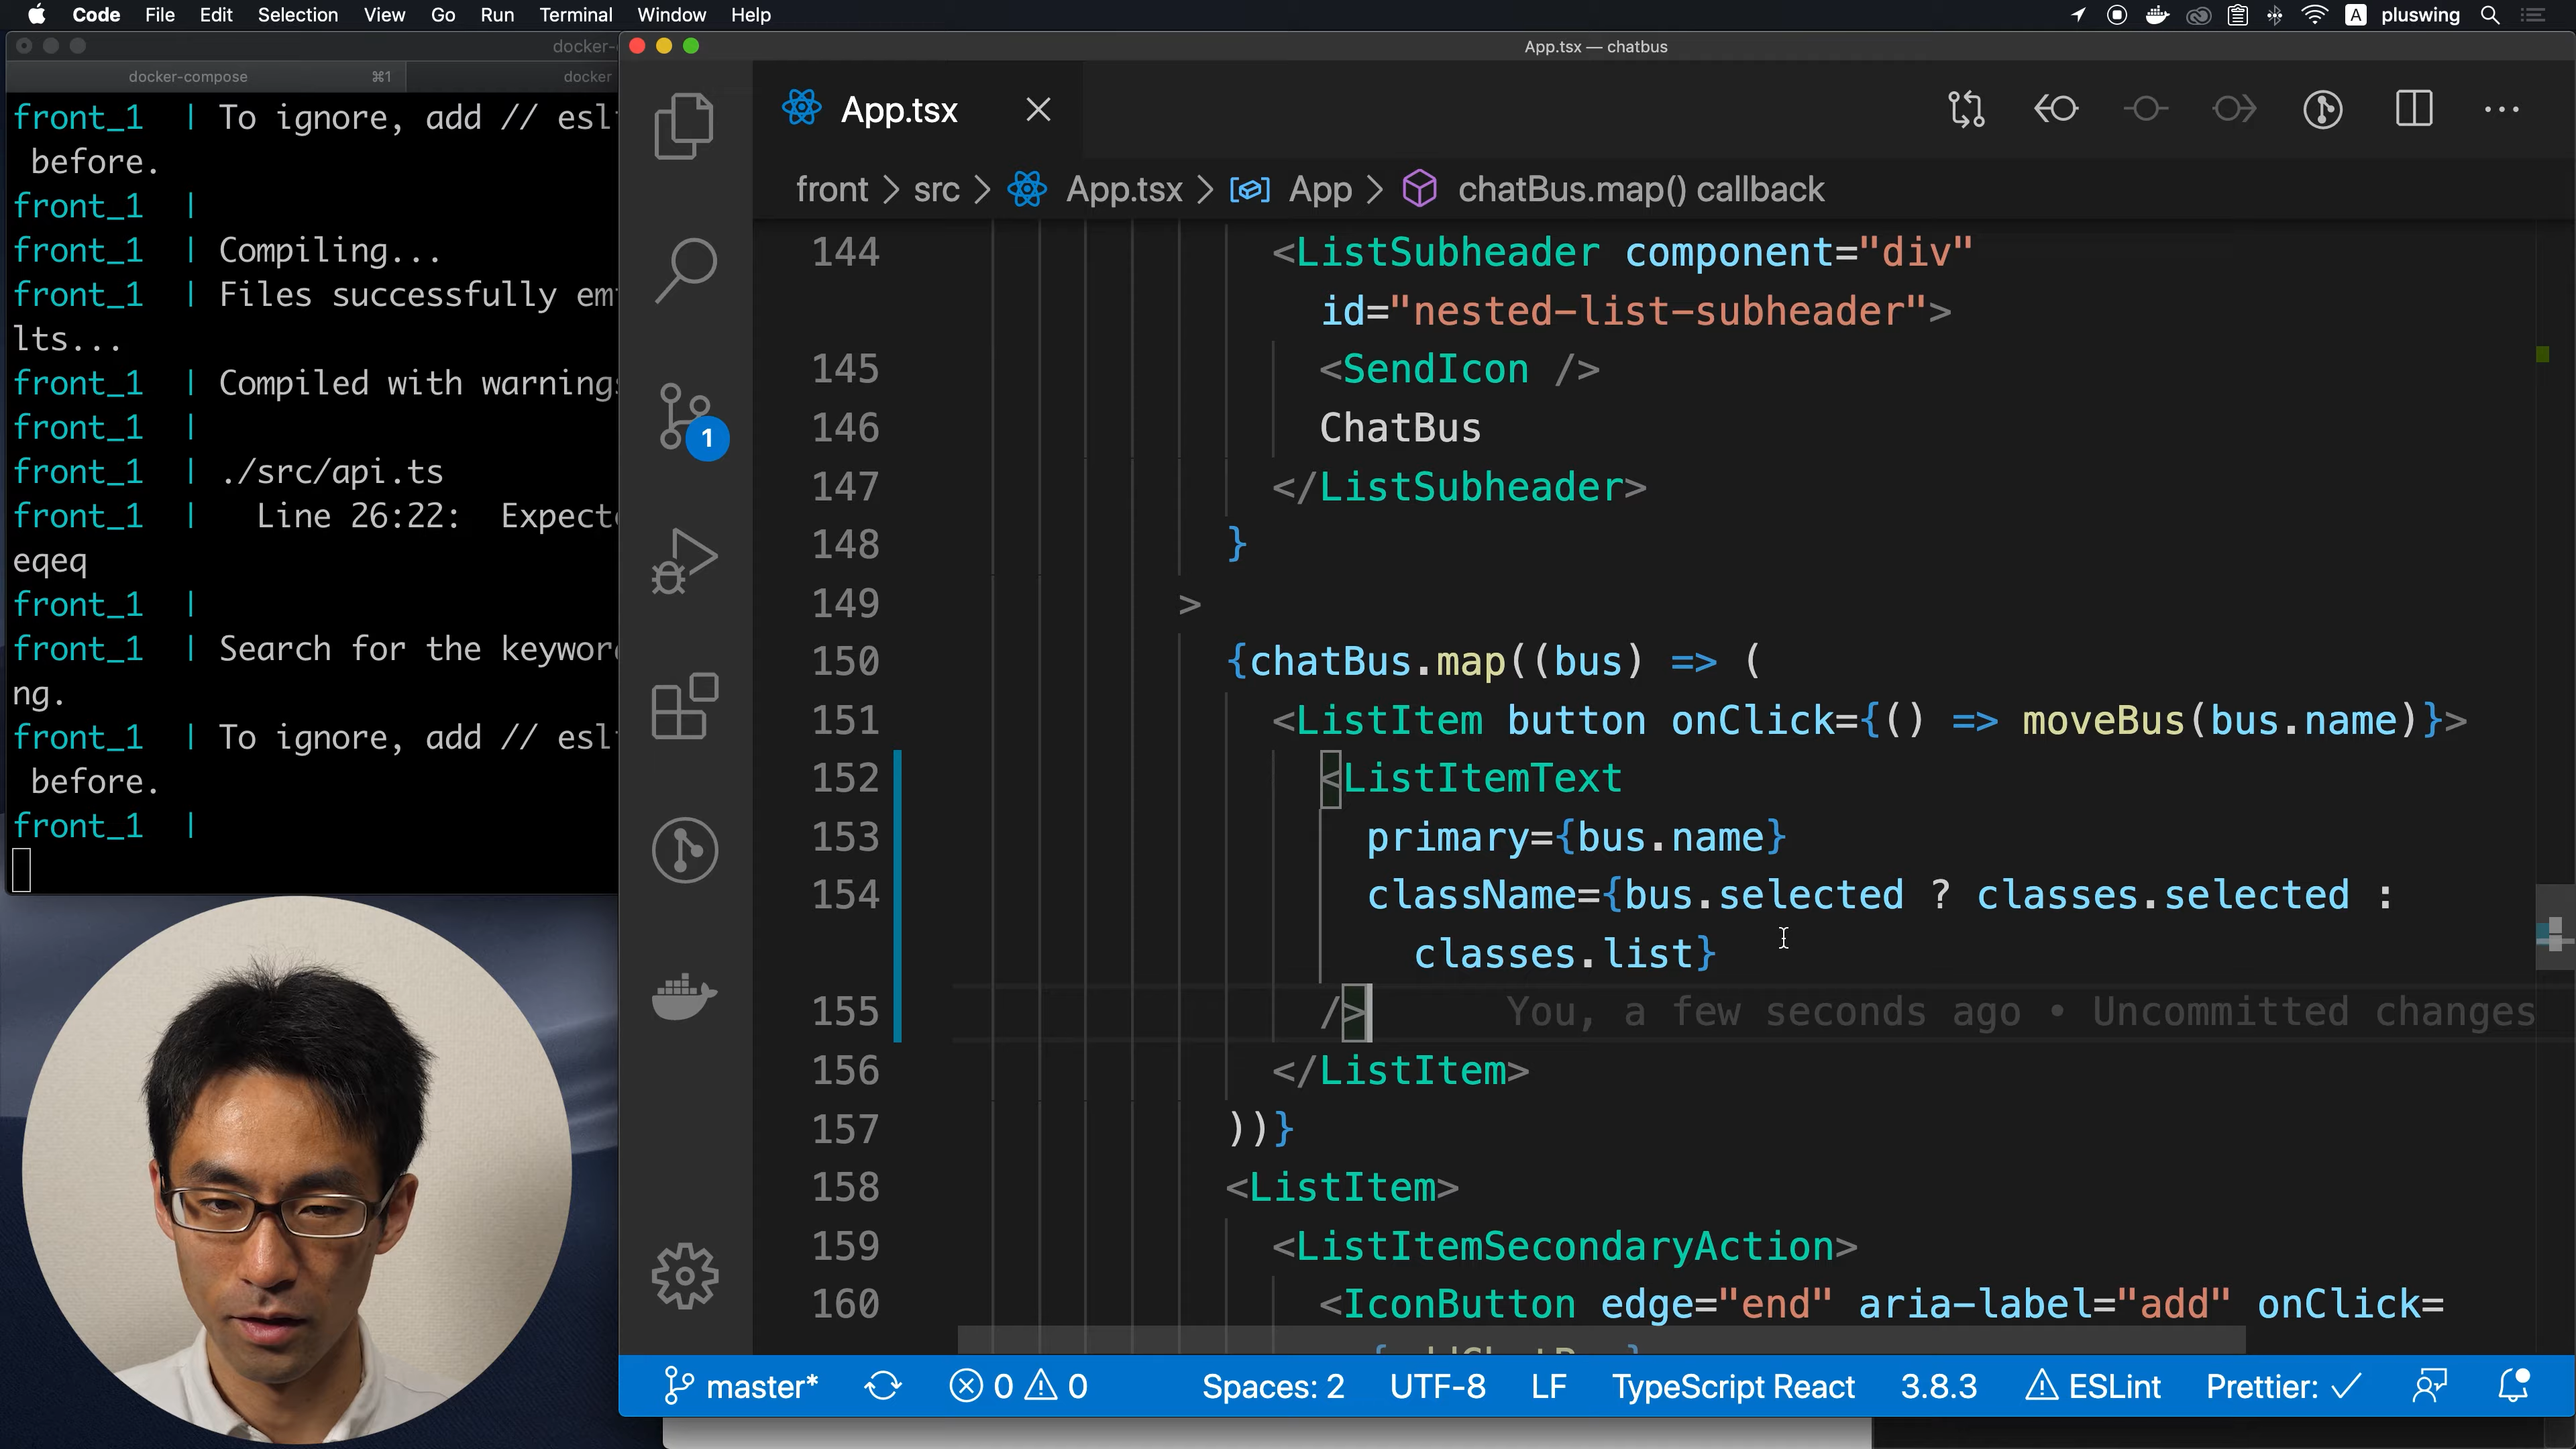 Code File Edit Selection View Go Run Terminal Window Help A pluswing
docker-
docker-compose ⌘1 docker
front_1 | To ignore, add // esl
before.
front_1 |
front_1 | Compiling...
front_1 | Files successfully em
lts...
front_1 | Compiled with warning
front_1 |
front_1 | ./src/api.ts
front_1 | Line 26:22: Expect
eqeq
front_1 |
front_1 | Search for the keywor
ng.
front_1 | To ignore, add // esl
before.
front_1 |
App.tsx — chatbus
App.tsx
front > src > App.tsx > App > chatBus.map() callback
1
144 <ListSubheader component="div"
id="nested-list-subheader">
145 <SendIcon />
146 ChatBus
147 </ListSubheader>
148 }
149 >
150 {chatBus.map((bus) => (
151 <ListItem button onClick={() => moveBus(bus.name)}>
152 <ListItemText
153 primary={bus.name}
154 className={bus.selected ? classes.selected :
classes.list}
155 /> You, a few seconds ago • Uncommitted changes
156 </ListItem>
157 ))}
158 <ListItem>
159 <ListItemSecondaryAction>
160 <IconButton edge="end" aria-label="add" onClick=
master* 0 0 Spaces: 2 UTF-8 LF TypeScript React 3.8.3 ESLint Prettier: ✓